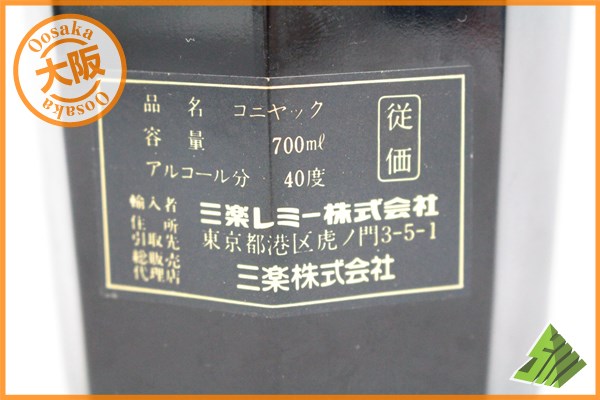 Oosaka
大阪
Oosaka
品名 コニヤック
容量 700ml
アルコール分 40度
従価
輸入者 三楽レミー株式会社
住所
引取先 東京都港区虎ノ門3-5-1
総販売
代理店 三楽株式会社